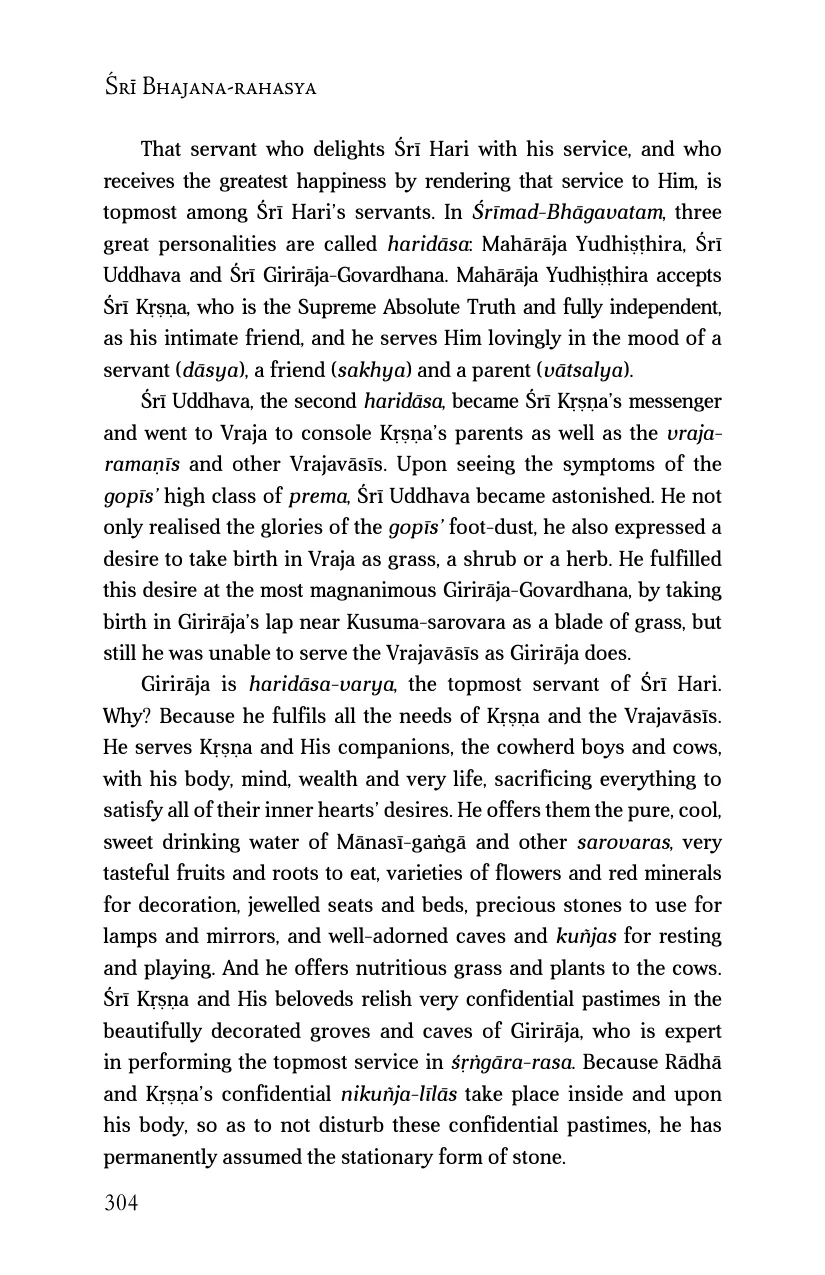 Śrī Bhajana-rahasya
That servant who delights Śrī Hari with his service, and who
receives the greatest happiness by rendering that service to Him, is
topmost among Śrī Hari’s servants. In Śrīmad-Bhāgavatam, three
great personalities are called haridāsa: Mahārāja Yudhiṣṭhira, Śrī
Uddhava and Śrī Girirāja-Govardhana. Mahārāja Yudhiṣṭhira accepts
Śrī Kṛṣṇa, who is the Supreme Absolute Truth and fully independent,
as his intimate friend, and he serves Him lovingly in the mood of a
servant (dāsya), a friend (sakhya) and a parent (vātsalya).
Śrī Uddhava, the second haridāsa, became Śrī Kṛṣṇa’s messenger
and went to Vraja to console Kṛṣṇa’s parents as well as the vraja-
ramaṇīs and other Vrajavāsīs. Upon seeing the symptoms of the
gopīs’ high class of prema, Śrī Uddhava became astonished. He not
only realised the glories of the gopīs’ foot-dust, he also expressed a
desire to take birth in Vraja as grass, a shrub or a herb. He fulfilled
this desire at the most magnanimous Girirāja-Govardhana, by taking
birth in Girirāja’s lap near Kusuma-sarovara as a blade of grass, but
still he was unable to serve the Vrajavāsīs as Girirāja does.
Girirāja is haridāsa-varya, the topmost servant of Śrī Hari.
Why? Because he fulfils all the needs of Kṛṣṇa and the Vrajavāsīs.
He serves Kṛṣṇa and His companions, the cowherd boys and cows,
with his body, mind, wealth and very life, sacrificing everything to
satisfy all of their inner hearts’ desires. He offers them the pure, cool,
sweet drinking water of Mānasī-gaṅgā and other sarovaras, very
tasteful fruits and roots to eat, varieties of flowers and red minerals
for decoration, jewelled seats and beds, precious stones to use for
lamps and mirrors, and well-adorned caves and kuñjas for resting
and playing. And he offers nutritious grass and plants to the cows.
Śrī Kṛṣṇa and His beloveds relish very confidential pastimes in the
beautifully decorated groves and caves of Girirāja, who is expert
in performing the topmost service in śṛṅgāra-rasa. Because Rādhā
and Kṛṣṇa’s confidential nikuñja-līlās take place inside and upon
his body, so as to not disturb these confidential pastimes, he has
permanently assumed the stationary form of stone.
304